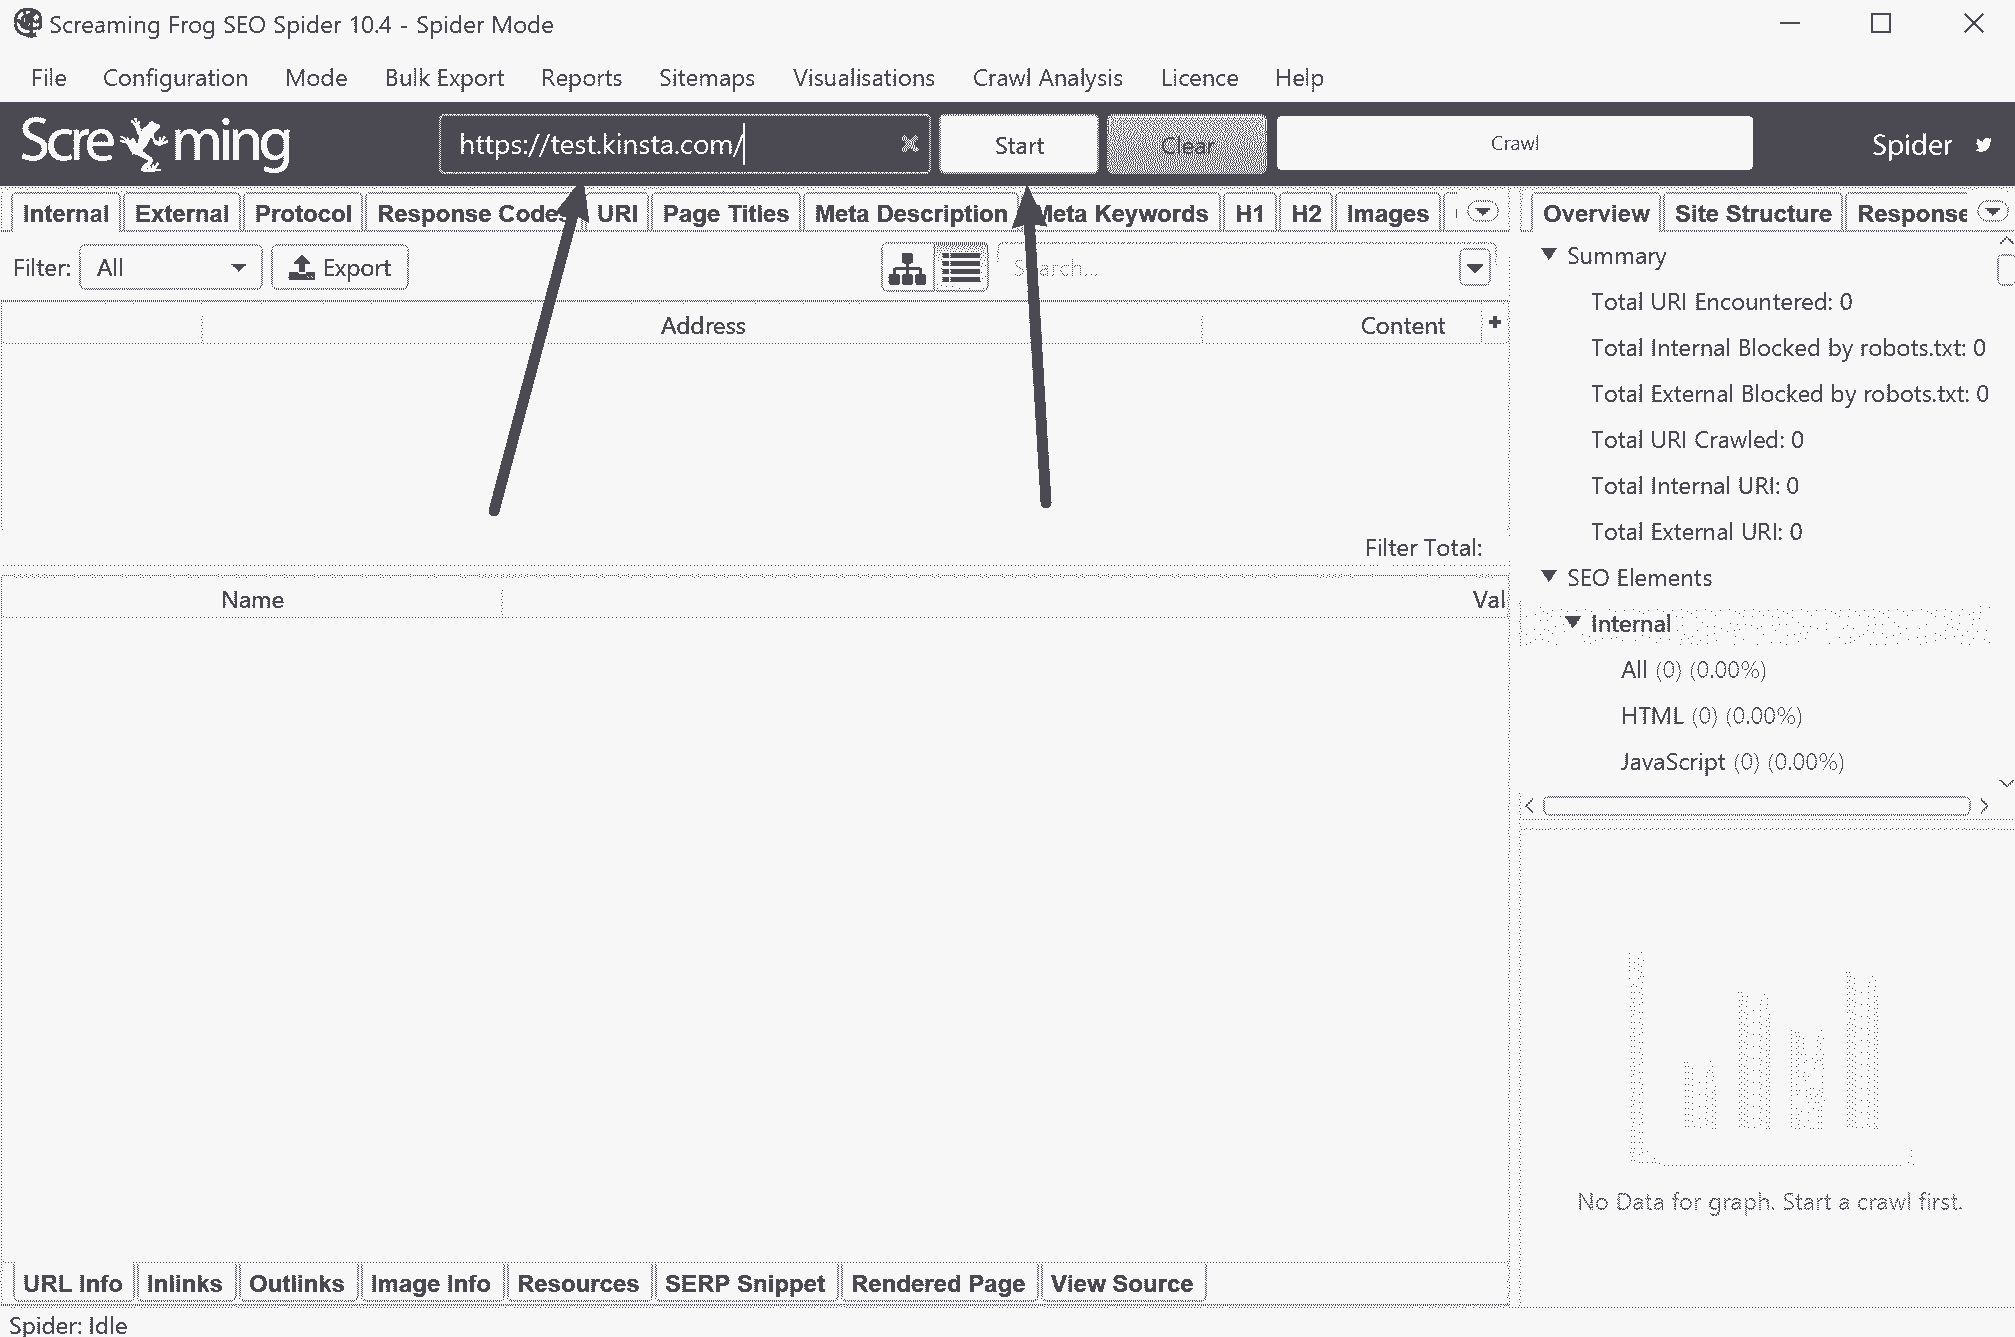 Screaming Frog SEO Spider 10.4 - Spider Mode
File Configuration Mode Bulk Export Reports Sitemaps Visualisations Crawl Analysis Licence Help
Scre ming https://test.kinsta.com/ Start Clear Crawl Spider
Internal External Protocol Response Codes URI Page Titles Meta Description Meta Keywords H1 H2 Images
Overview Site Structure Response
Filter: All Export Search...
Address Content +
Filter Total:
Name Val
Summary
Total URI Encountered: 0
Total Internal Blocked by robots.txt: 0
Total External Blocked by robots.txt: 0
Total URI Crawled: 0
Total Internal URI: 0
Total External URI: 0
SEO Elements
Internal
All (0) (0.00%)
HTML (0) (0.00%)
JavaScript (0) (0.00%)
No Data for graph. Start a crawl first.
URL Info Inlinks Outlinks Image Info Resources SERP Snippet Rendered Page View Source
Spider: Idle